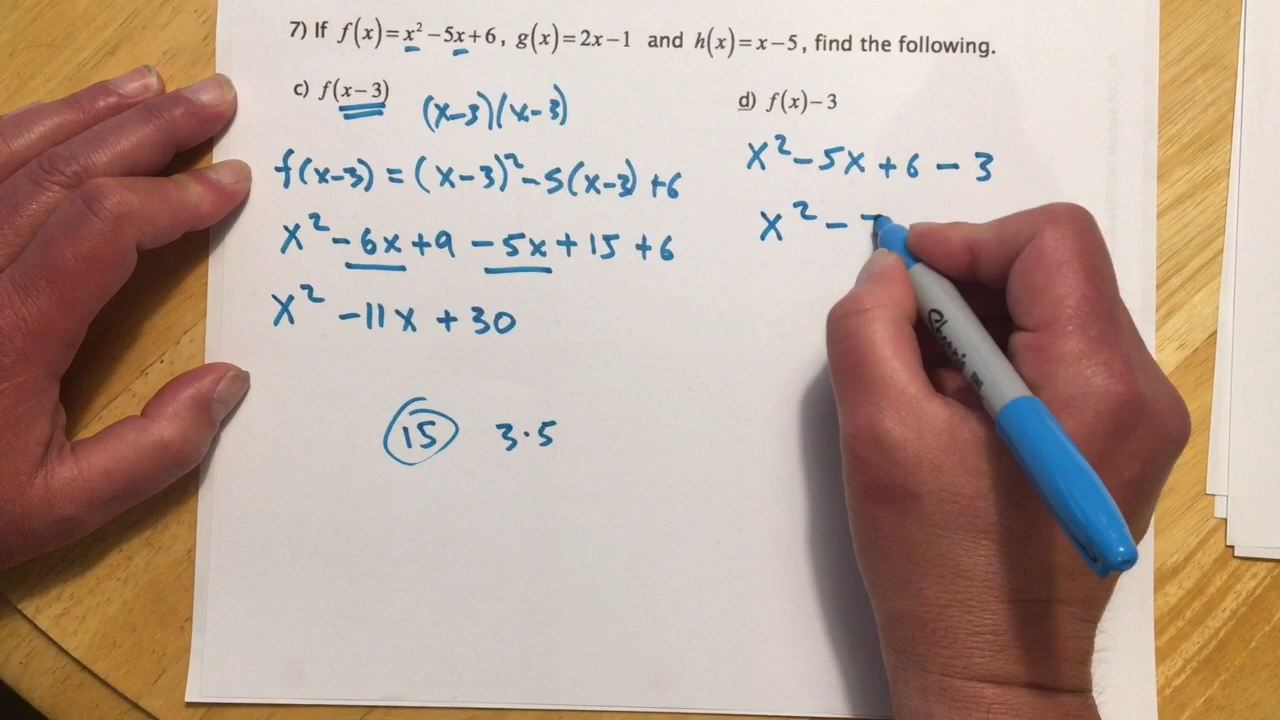 7) If f(x)=x²−5x+6, g(x)=2x−1 and h(x)=x−5, find the following.
c) f(x−3)
(x-3)(x-3)
f(x-3) = (x-3)²-5(x-3)+6
x²-6x+9-5x+15+6
x²-11x+30
15 3·5
d) f(x)−3
x²-5x+6-3
x²-
Sharpie